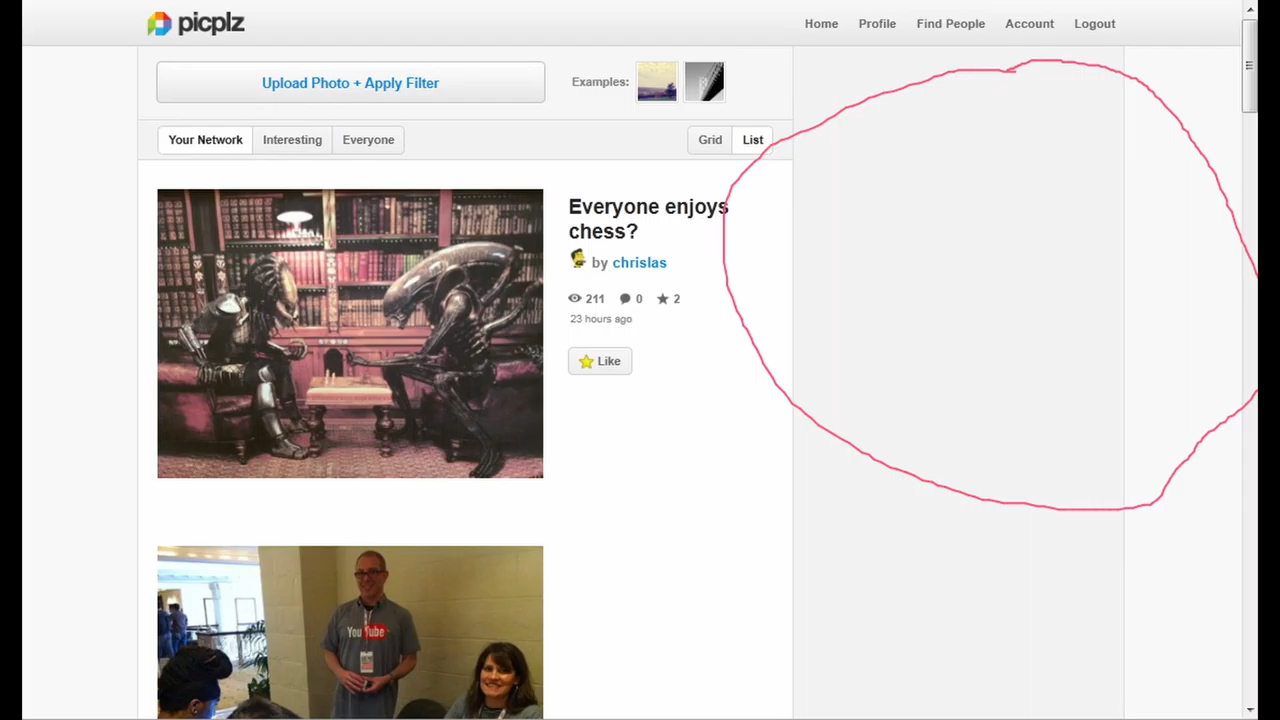 picplz
Home Profile Find People Account Logout
Upload Photo + Apply Filter
Examples:
Your Network Interesting Everyone
Grid List
Everyone enjoys
chess?
by chrislas
211 0 2
23 hours ago
Like
YouTube